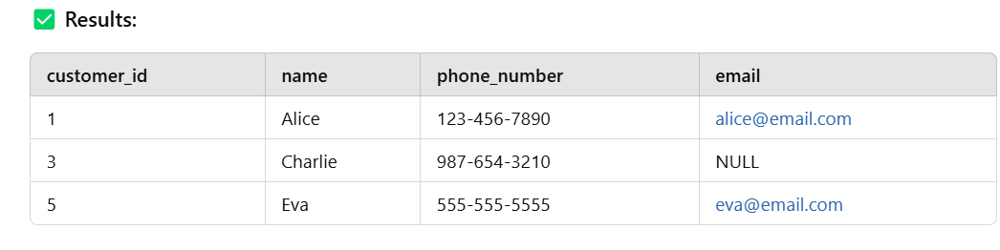 ✅ Results:
customer_id name phone_number email
1 Alice 123-456-7890 alice@email.com
3 Charlie 987-654-3210 NULL
5 Eva 555-555-5555 eva@email.com